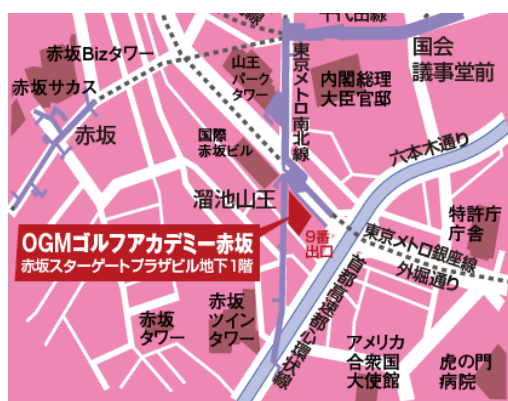 千代田線
国会
議事堂前
赤坂Bizタワー
山王
パーク
タワー
東京メトロ南北線
内閣総理
大臣官邸
赤坂サカス
赤坂
国際
赤坂ビル
六本木通り
溜池山王
特許庁
庁舎
9番
出口
OGMゴルフアカデミー赤坂
赤坂スターゲートプラザビル地下1階
東京メトロ銀座線
外堀通り
首都高速都心環状線
赤坂
タワー
赤坂
ツイン
タワー
アメリカ
合衆国
大使館
虎の門
病院